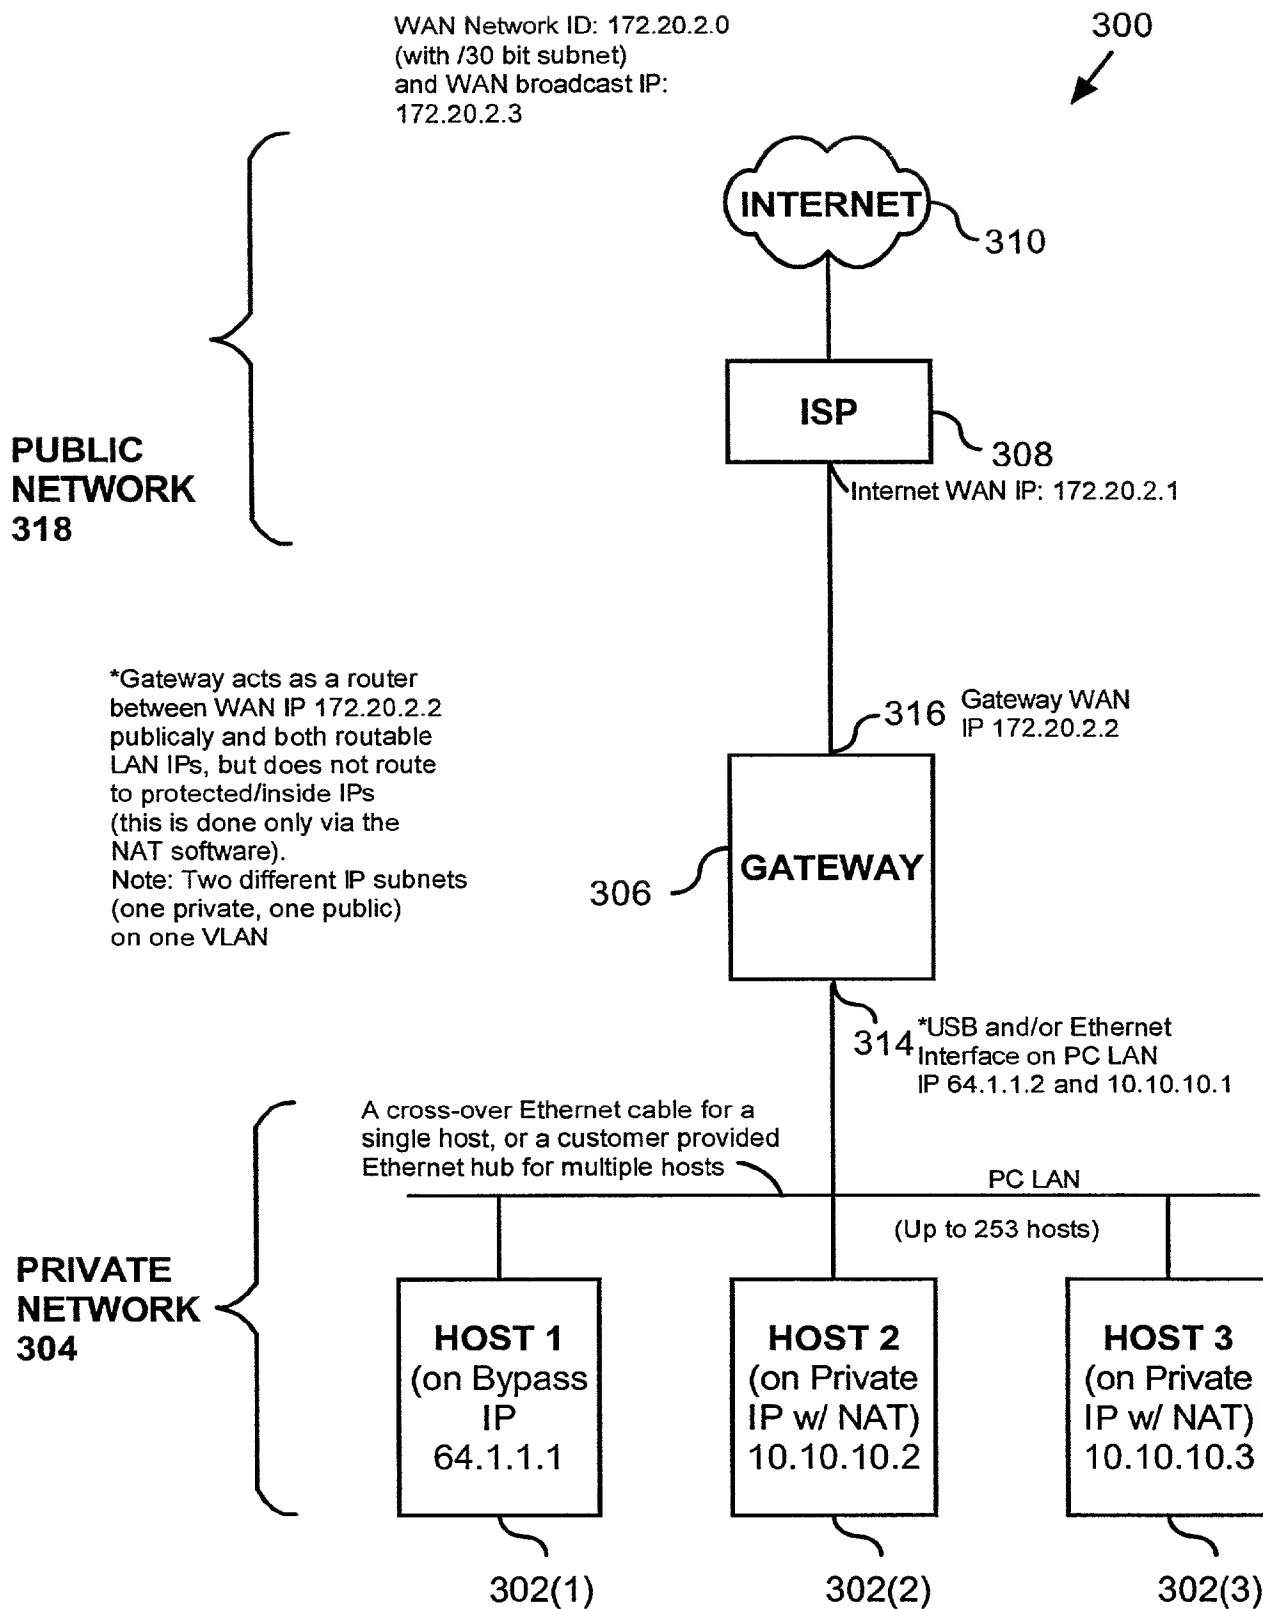 WAN Network ID: 172.20.2.0
(with /30 bit subnet)
and WAN broadcast IP:
172.20.2.3
300
INTERNET
310
ISP
308
Internet WAN IP: 172.20.2.1
PUBLIC
NETWORK
318
*Gateway acts as a router
between WAN IP 172.20.2.2
publicaly and both routable
LAN IPs, but does not route
to protected/inside IPs
(this is done only via the
NAT software).
Note: Two different IP subnets
(one private, one public)
on one VLAN
316
Gateway WAN
IP 172.20.2.2
GATEWAY
306
314
*USB and/or Ethernet
Interface on PC LAN
IP 64.1.1.2 and 10.10.10.1
A cross-over Ethernet cable for a
single host, or a customer provided
Ethernet hub for multiple hosts
PC LAN
(Up to 253 hosts)
PRIVATE
NETWORK
304
HOST 1
(on Bypass
IP
64.1.1.1
HOST 2
(on Private
IP w/ NAT)
10.10.10.2
HOST 3
(on Private
IP w/ NAT)
10.10.10.3
302(1)
302(2)
302(3)